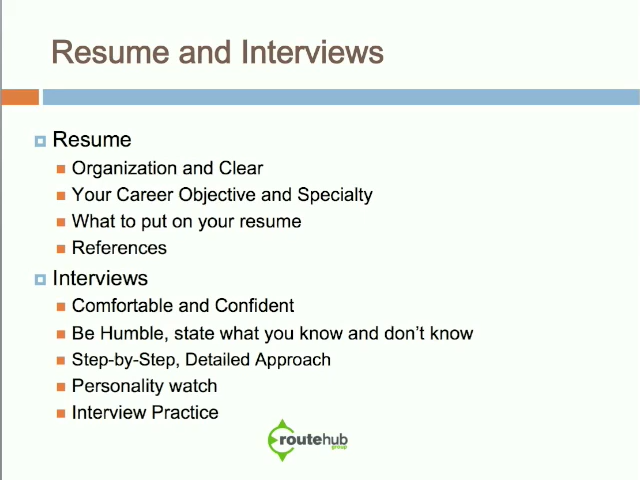 Resume and Interviews
Resume
Organization and Clear
Your Career Objective and Specialty
What to put on your resume
References
Interviews
Comfortable and Confident
Be Humble, state what you know and don't know
Step-by-Step, Detailed Approach
Personality watch
Interview Practice
routehub
group